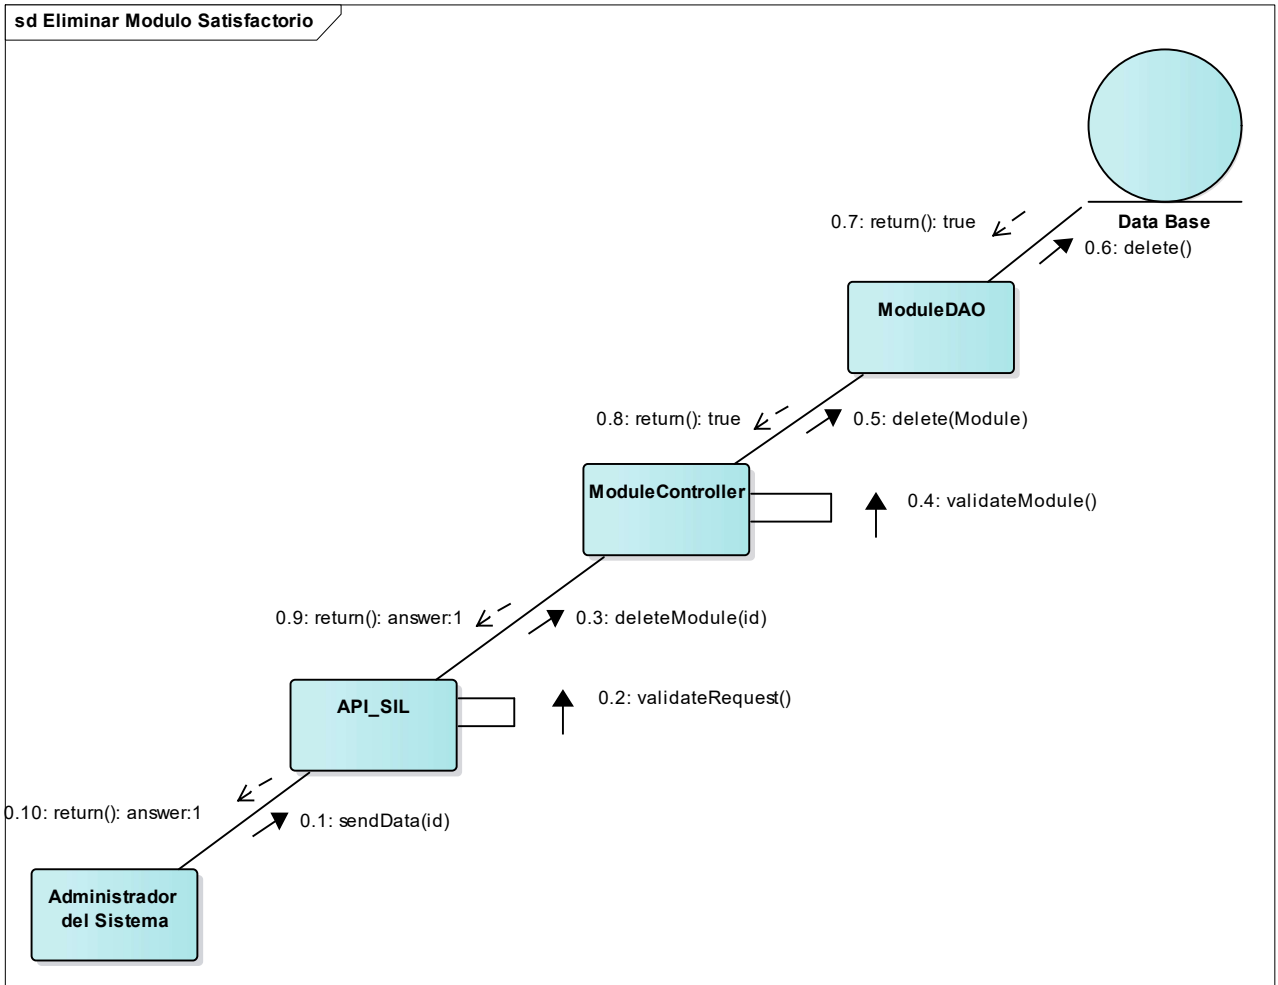 sd Eliminar Modulo Satisfactorio
Data Base
0.7: return(): true
0.6: delete()
ModuleDAO
0.8: return(): true
0.5: delete(Module)
ModuleController
0.4: validateModule()
0.9: return(): answer:1
0.3: deleteModule(id)
API_SIL
0.2: validateRequest()
0.10: return(): answer:1
0.1: sendData(id)
Administrador
del Sistema